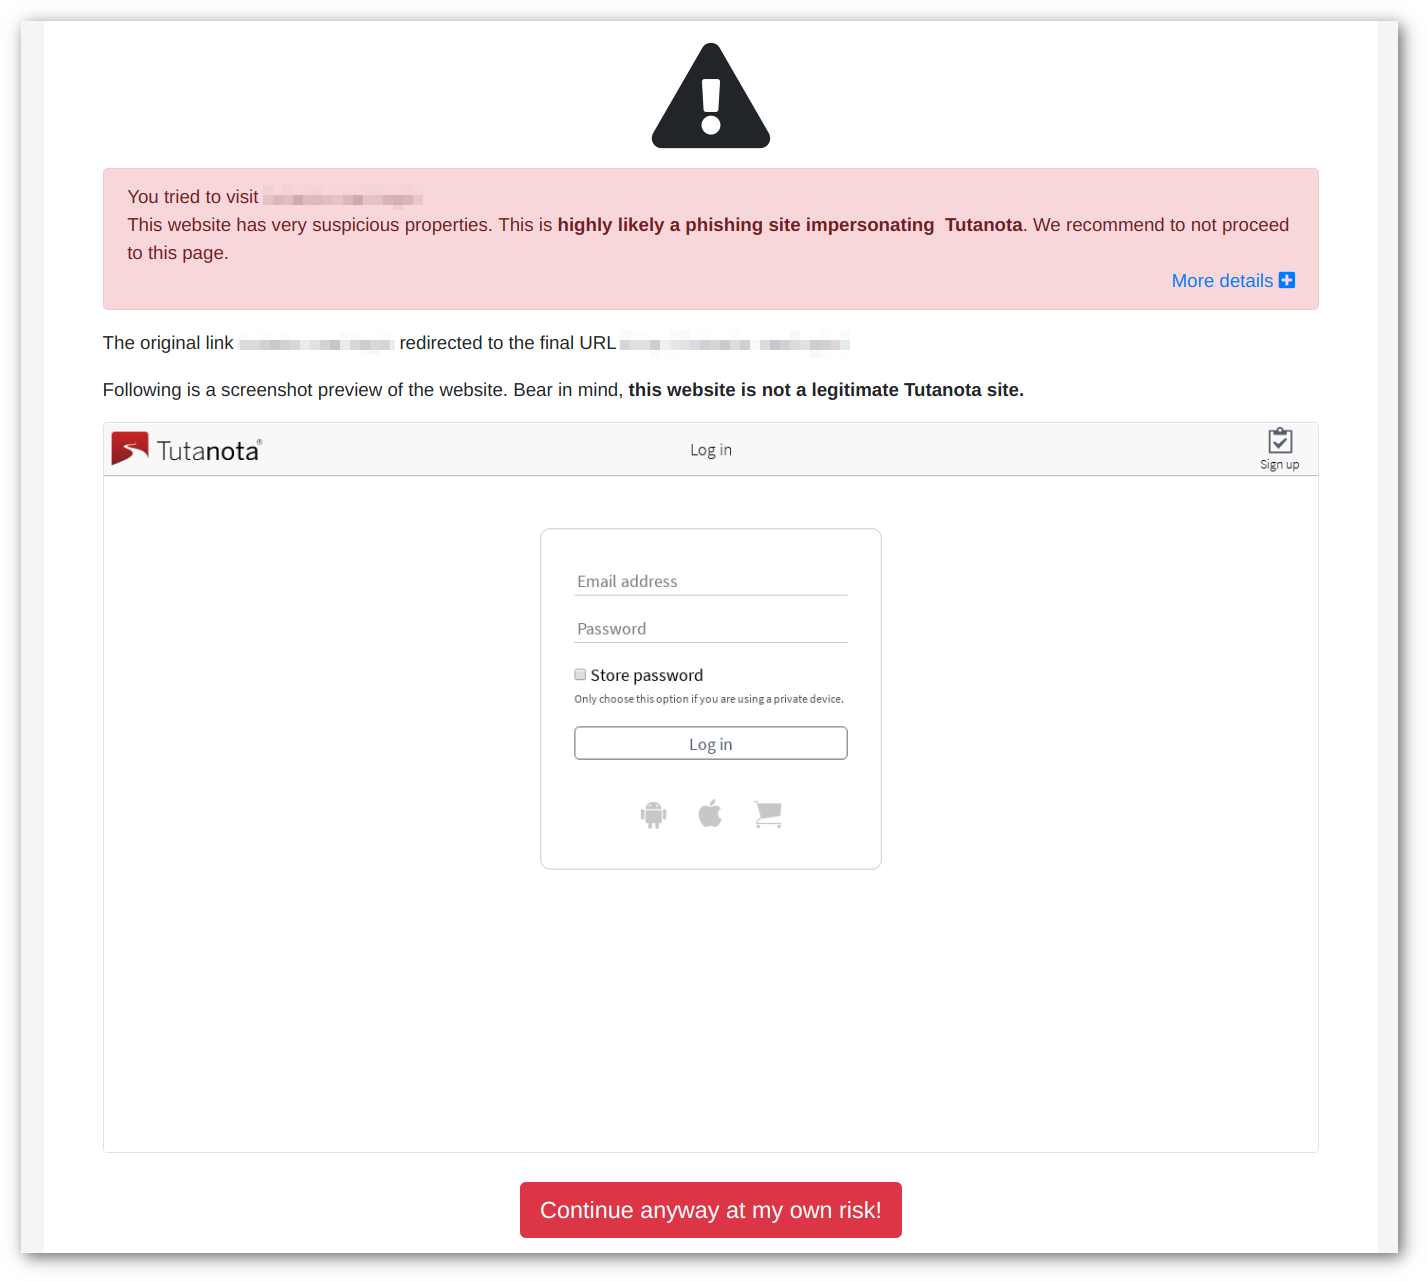 You tried to visit
This website has very suspicious properties. This is highly likely a phishing site impersonating Tutanota. We recommend to not proceed
to this page.
More details
The original link redirected to the final URL
Following is a screenshot preview of the website. Bear in mind, this website is not a legitimate Tutanota site.
Tutanota®
Log in
Sign up
Email address
Password
Store password
Only choose this option if you are using a private device.
Log in
Continue anyway at my own risk!